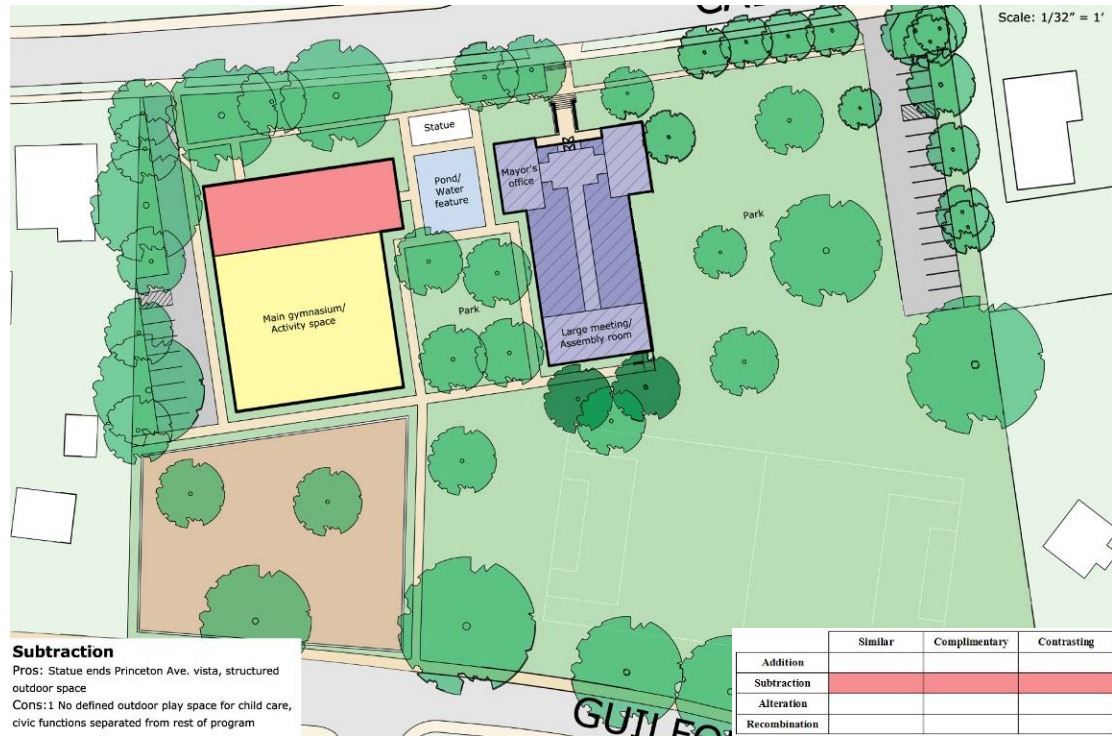 CAL
Scale: 1/32" = 1'
Statue
Mayor's
office
Pond/
Water
feature
Park
Main gymnasium/
Activity space
Park
Large meeting/
Assembly room
Subtraction
Pros: Statue ends Princeton Ave. vista, structured
outdoor space
Cons:1 No defined outdoor play space for child care,
civic functions separated from rest of program
GUILFO
Similar Complimentary Contrasting
Addition
Subtraction
Alteration
Recombination